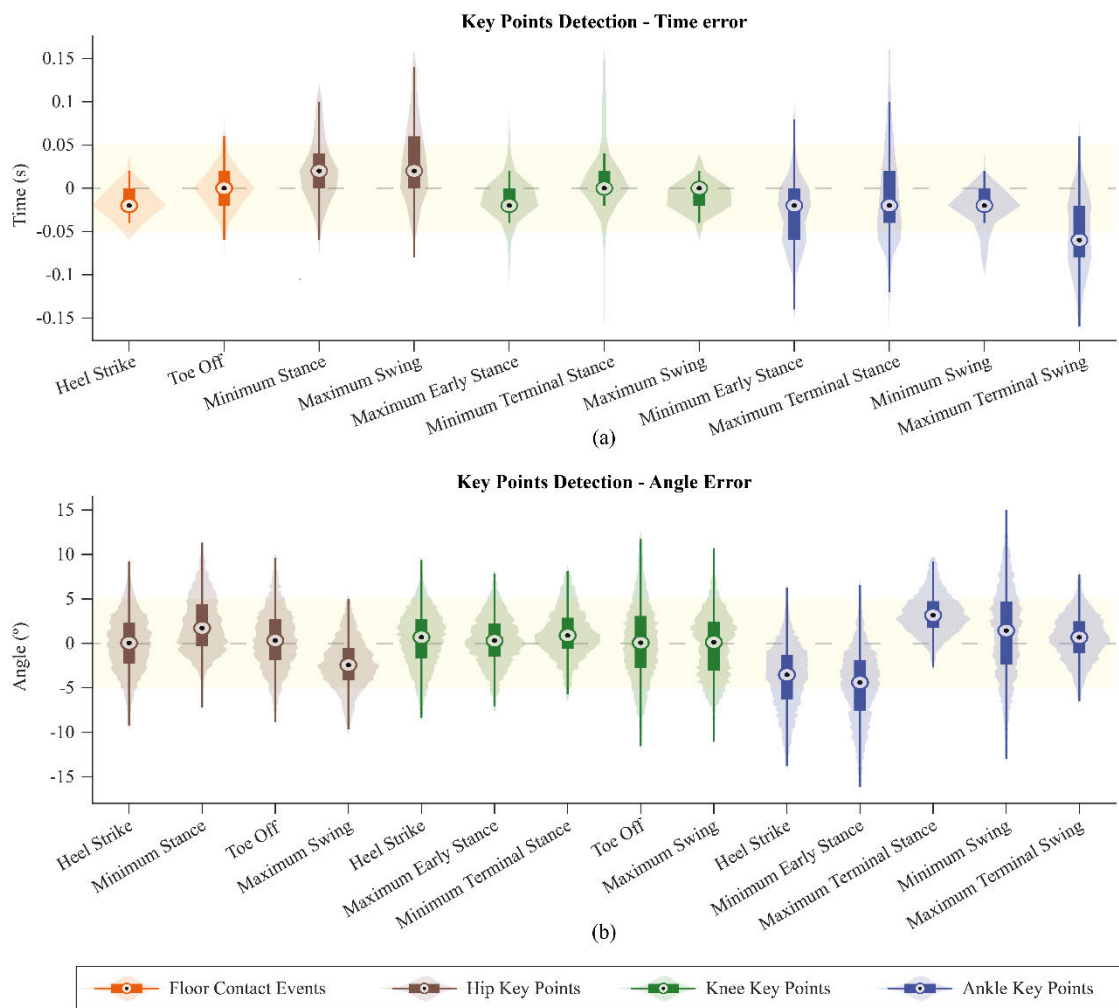 Key Points Detection - Time error
0.15
0.1
0.05
0
-0.05
-0.1
-0.15
Time (s)
Heel Strike
Toe Off
Minimum Stance
Maximum Swing
Maximum Early Stance
Minimum Terminal Stance
Maximum Swing
Minimum Early Stance
Maximum Terminal Stance
Minimum Swing
Maximum Terminal Swing
(a)
Key Points Detection - Angle Error
15
10
5
0
-5
-10
-15
Angle (º)
Heel Strike
Minimum Stance
Toe Off
Maximum Swing
Heel Strike
Maximum Early Stance
Minimum Terminal Stance
Toe Off
Maximum Swing
Heel Strike
Minimum Early Stance
Maximum Terminal Stance
Minimum Swing
Maximum Terminal Swing
(b)
Floor Contact Events
Hip Key Points
Knee Key Points
Ankle Key Points